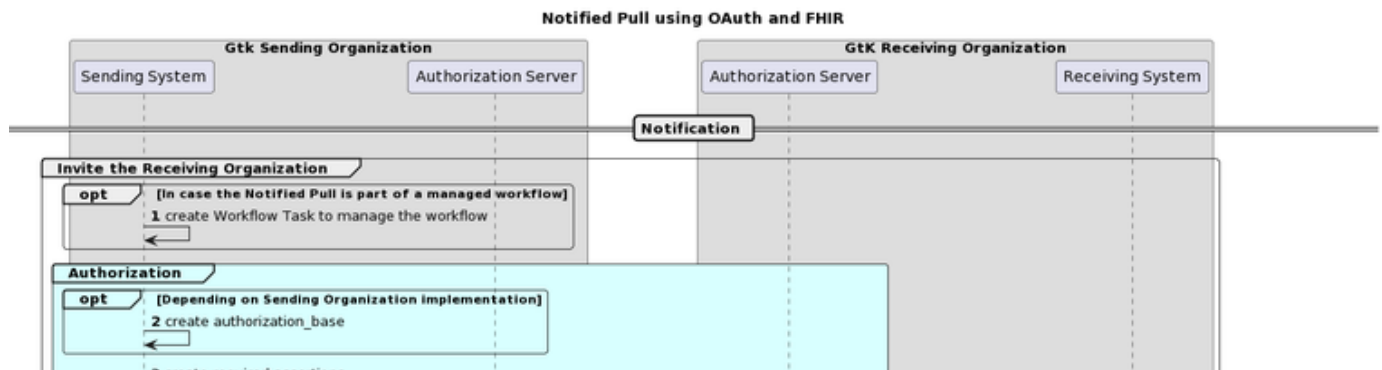 Notified Pull using OAuth and FHIR
Gtk Sending Organization
GtK Receiving Organization
Sending System
Authorization Server
Authorization Server
Receiving System
Notification
Invite the Receiving Organization
opt [In case the Notified Pull is part of a managed workflow]
1 create Workflow Task to manage the workflow
Authorization
opt [Depending on Sending Organization implementation]
2 create authorization_base